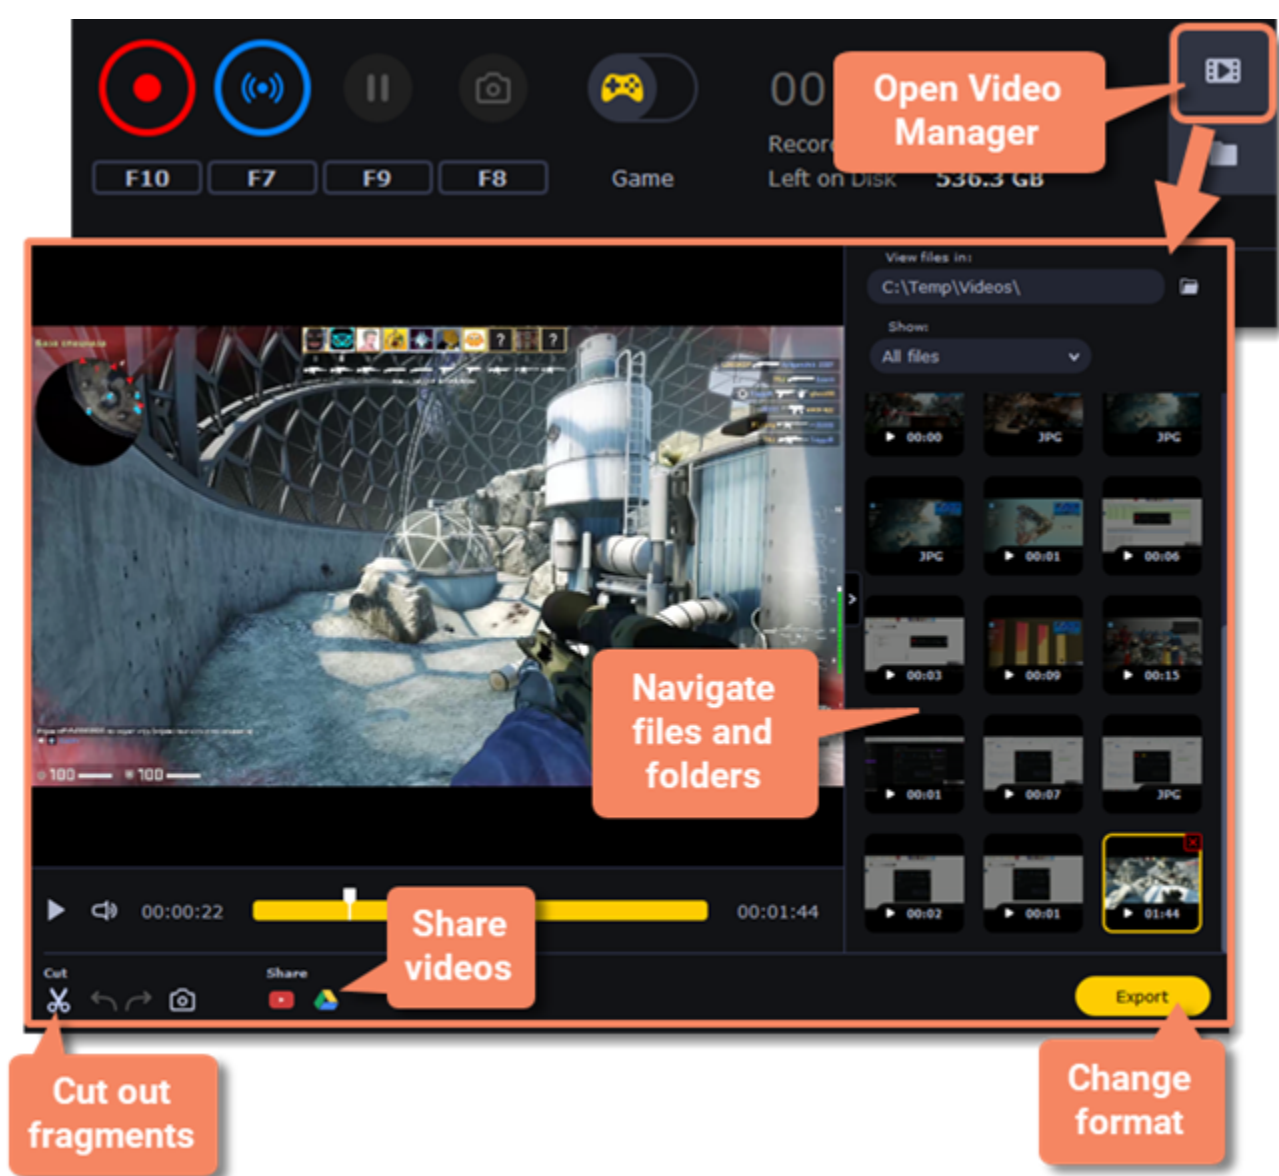 00
Open Video
Manager
Recor
F10
F7
F9
F8
Game
Left on Disk
536.3 GB
View files in:
C:\Temp\Videos\
Show:
All files
00:00
JPG
JPG
JPG
00:01
00:06
00:03
00:09
00:15
Navigate
files and
folders
100
100
00:01
00:07
JPG
00:02
00:01
01:44
00:00:22
00:01:44
Share
videos
Cut
Share
Export
Cut out
fragments
Change
format